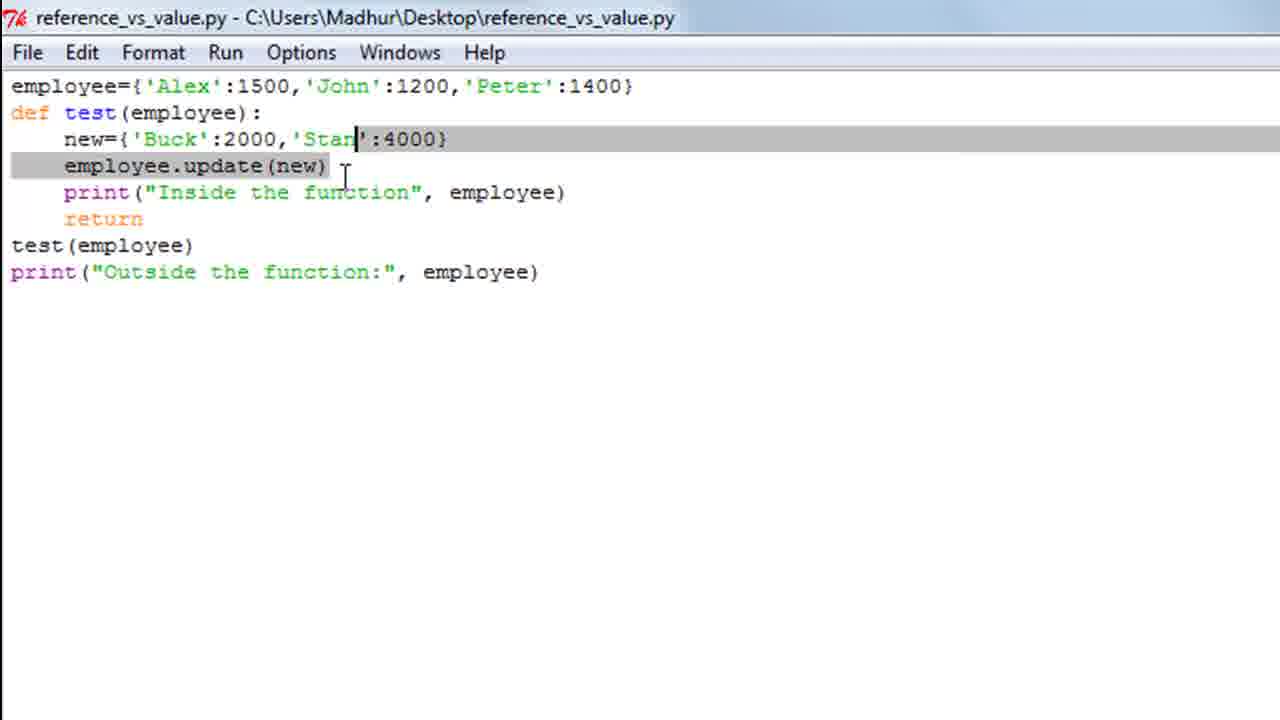 reference_vs_value.py - C:\Users\Madhur\Desktop\reference_vs_value.py
File Edit Format Run Options Windows Help
employee={'Alex':1500,'John':1200,'Peter':1400}
def test(employee):
    new={'Buck':2000,'Stan':4000}
    employee.update(new)
    print("Inside the function", employee)
    return
test(employee)
print("Outside the function:", employee)